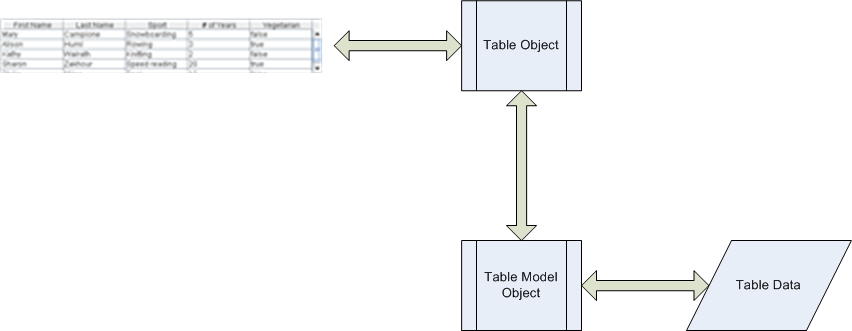 First Name Last Name Sport # of Years Vegetarian
Mary Campione Snowboarding 5 false
Alison Huml Rowing 3 true
Kathy Walrath Knitting 2 false
Sharon Zakhour Speed reading 20 true
Table Object
Table Model
Object
Table Data